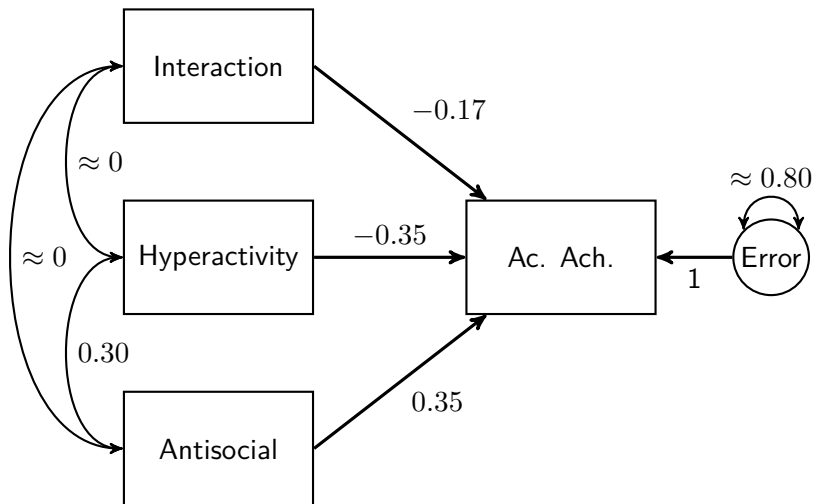 Interaction
−0.17
≈ 0
≈ 0.80
Hyperactivity
−0.35
Ac. Ach.
Error
1
≈ 0
0.30
0.35
Antisocial